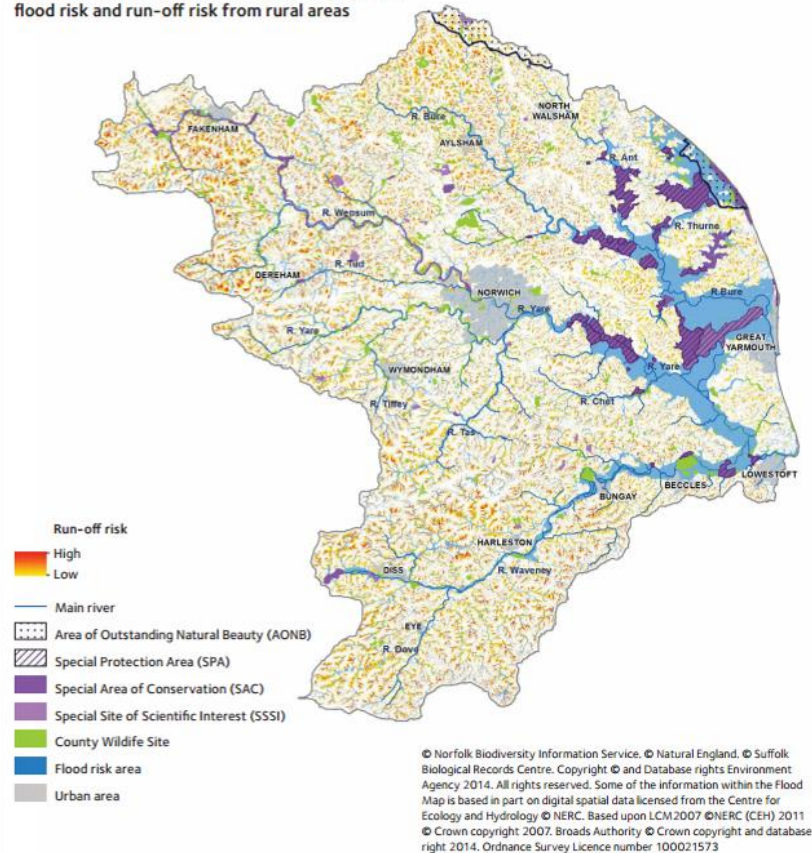 flood risk and run-off risk from rural areas
NORTH
WALSHAM
FAKENHAM
R. Bure
AYLSHAM
R. Ant
R. Wensum
R. Thurne
R. Tud
DEREHAM
NORWICH
R.Bure
R. Yare
R. Yare
GREAT
YARMOUTH
WYMONDHAM
R. Yare
R. Tiffey
R. Chet
R. Tas
LOWESTOFT
BECCLES
BUNGAY
HARLESTON
DISS
R. Waveney
EYE
R. Dove
Run-off risk
High
Low
Main river
Area of Outstanding Natural Beauty (AONB)
Special Protection Area (SPA)
Special Area of Conservation (SAC)
Special Site of Scientific Interest (SSSI)
County Wildlife Site
Flood risk area
Urban area
© Norfolk Biodiversity Information Service. © Natural England. © Suffolk
Biological Records Centre. Copyright © and Database rights Environment
Agency 2014. All rights reserved. Some of the information within the Flood
Map is based in part on digital spatial data licensed from the Centre for
Ecology and Hydrology © NERC. Based upon LCM2007 ©NERC (CEH) 2011
© Crown copyright 2007. Broads Authority © Crown copyright and database
right 2014. Ordnance Survey Licence number 100021573